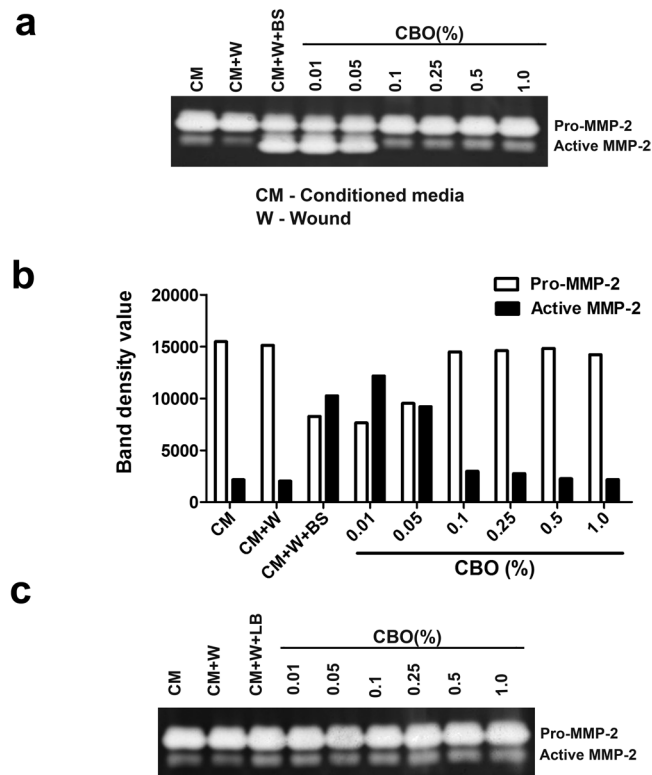 a
CM
CM+W
CM+W+BS
CBO(%)
0.01
0.05
0.1
0.25
0.5
1.0
Pro-MMP-2
Active MMP-2
CM - Conditioned media
W - Wound
b
Pro-MMP-2
Active MMP-2
Band density value
20000
15000
10000
5000
0
CM
CM+W
CM+W+BS
0.01
0.05
0.1
0.25
0.5
1.0
CBO (%)
c
CM
CM+W
CM+W+LB
CBO(%)
0.01
0.05
0.1
0.25
0.5
1.0
Pro-MMP-2
Active MMP-2